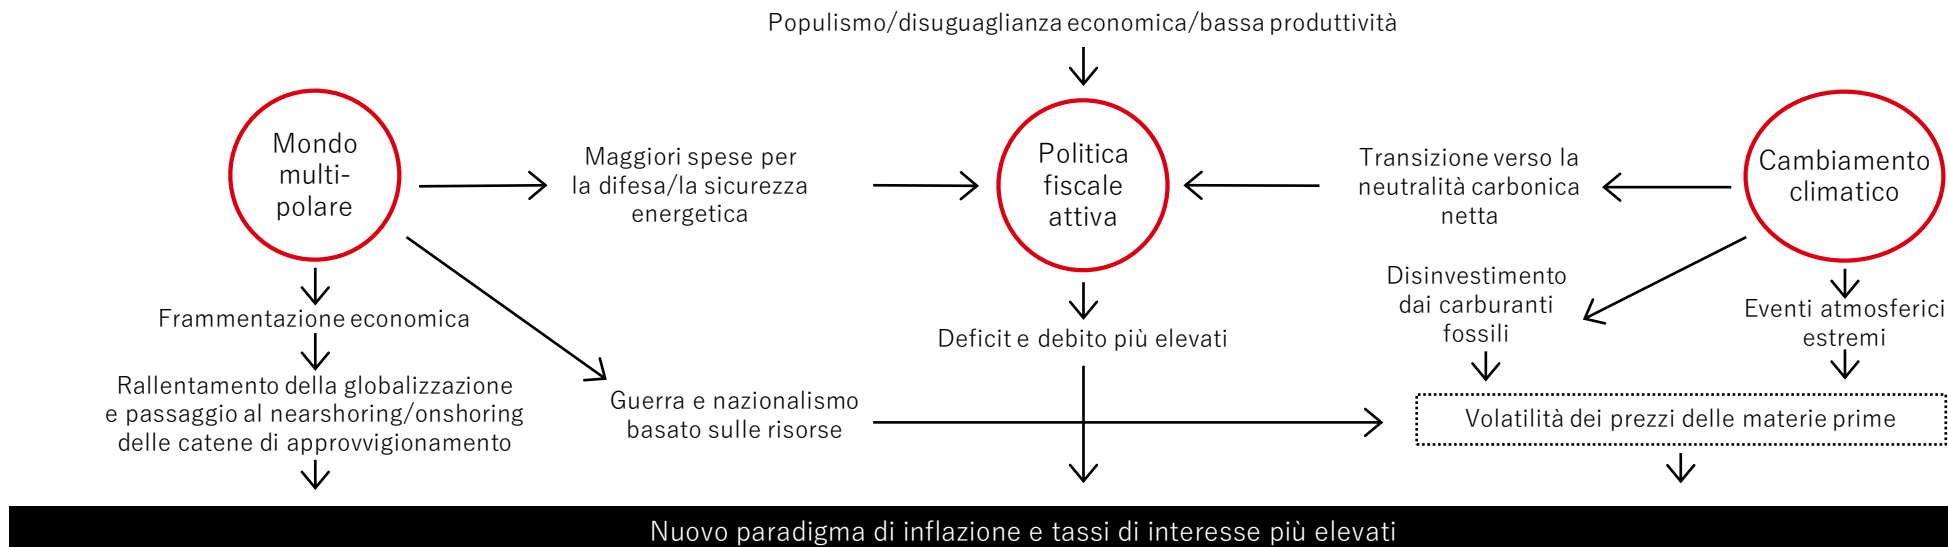 Populismo/disuguaglianza economica/bassa produttività
Mondo
multi-
polare
Maggiori spese per
la difesa/la sicurezza
energetica
Politica
fiscale
attiva
Transizione verso la
neutralità carbonica
netta
Cambiamento
climatico
Frammentazione economica
Rallentamento della globalizzazione
e passaggio al nearshoring/onshoring
delle catene di approvvigionamento
Guerra e nazionalismo
basato sulle risorse
Deficit e debito più elevati
Disinvestimento
dai carburanti
fossili
Eventi atmosferici
estremi
Volatilità dei prezzi delle materie prime
Nuovo paradigma di inflazione e tassi di interesse più elevati